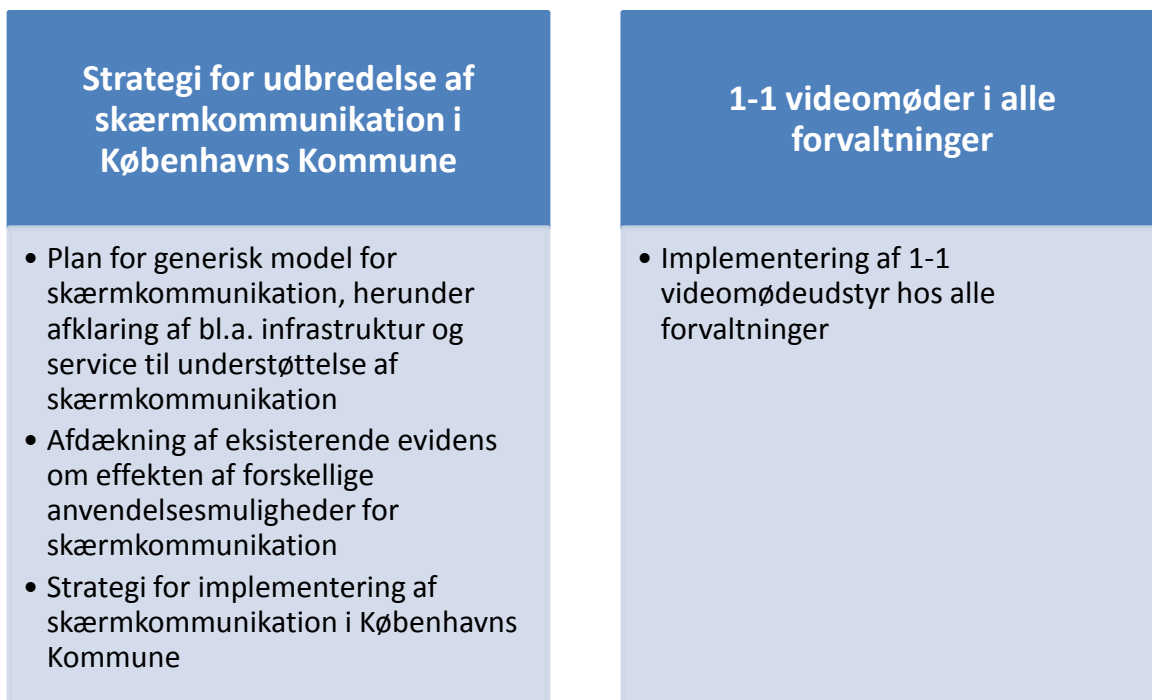 Strategi for udbredelse af
skærmkommunikation i
Københavns Kommune
• Plan for generisk model for
skærmkommunikation, herunder
afklaring af bl.a. infrastruktur og
service til understøttelse af
skærmkommunikation
• Afdækning af eksisterende evidens
om effekten af forskellige
anvendelsesmuligheder for
skærmkommunikation
• Strategi for implementering af
skærmkommunikation i Københavns
Kommune
1-1 videomøder i alle
forvaltninger
• Implementering af 1-1
videomødeudstyr hos alle
forvaltninger